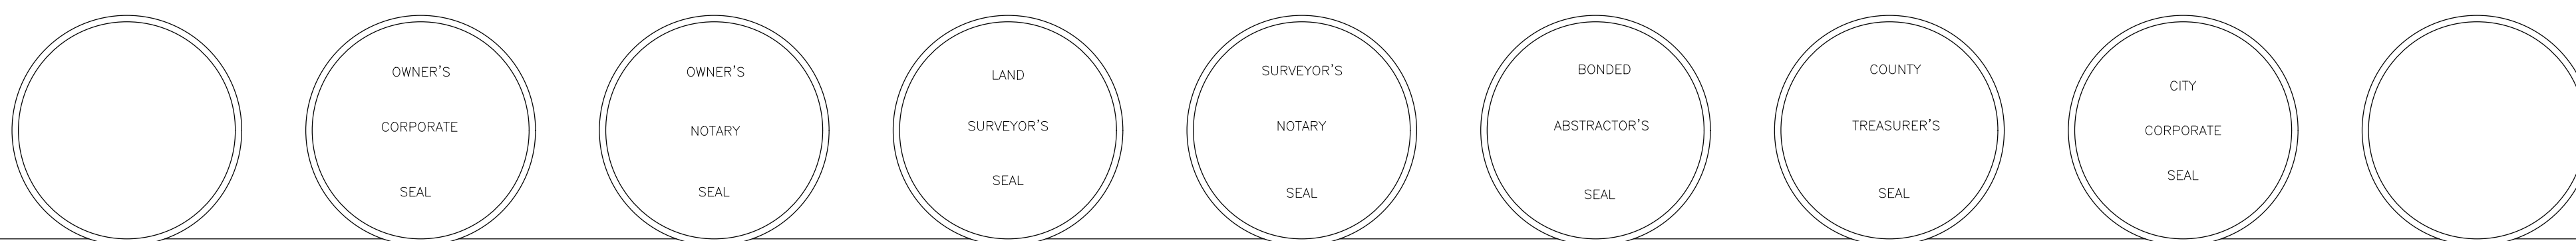 OWNER'S
CORPORATE
SEAL
OWNER'S
NOTARY
SEAL
LAND
SURVEYOR'S
SEAL
SURVEYOR'S
NOTARY
SEAL
BONDED
ABSTRACTOR'S
SEAL
COUNTY
TREASURER'S
SEAL
CITY
CORPORATE
SEAL